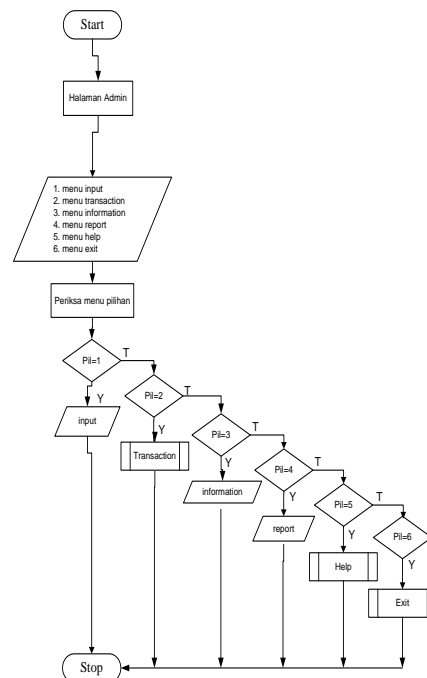 Start
Halaman Admin
1. menu input
2. menu transaction
3. menu information
4. menu report
5. menu help
6. menu exit
Periksa menu pilihan
Pil=1
T
Y
input
Pil=2
T
Y
Transaction
Pil=3
T
Y
information
Pil=4
T
Y
report
Pil=5
T
Y
Help
Pil=6
Y
Exit
Stop